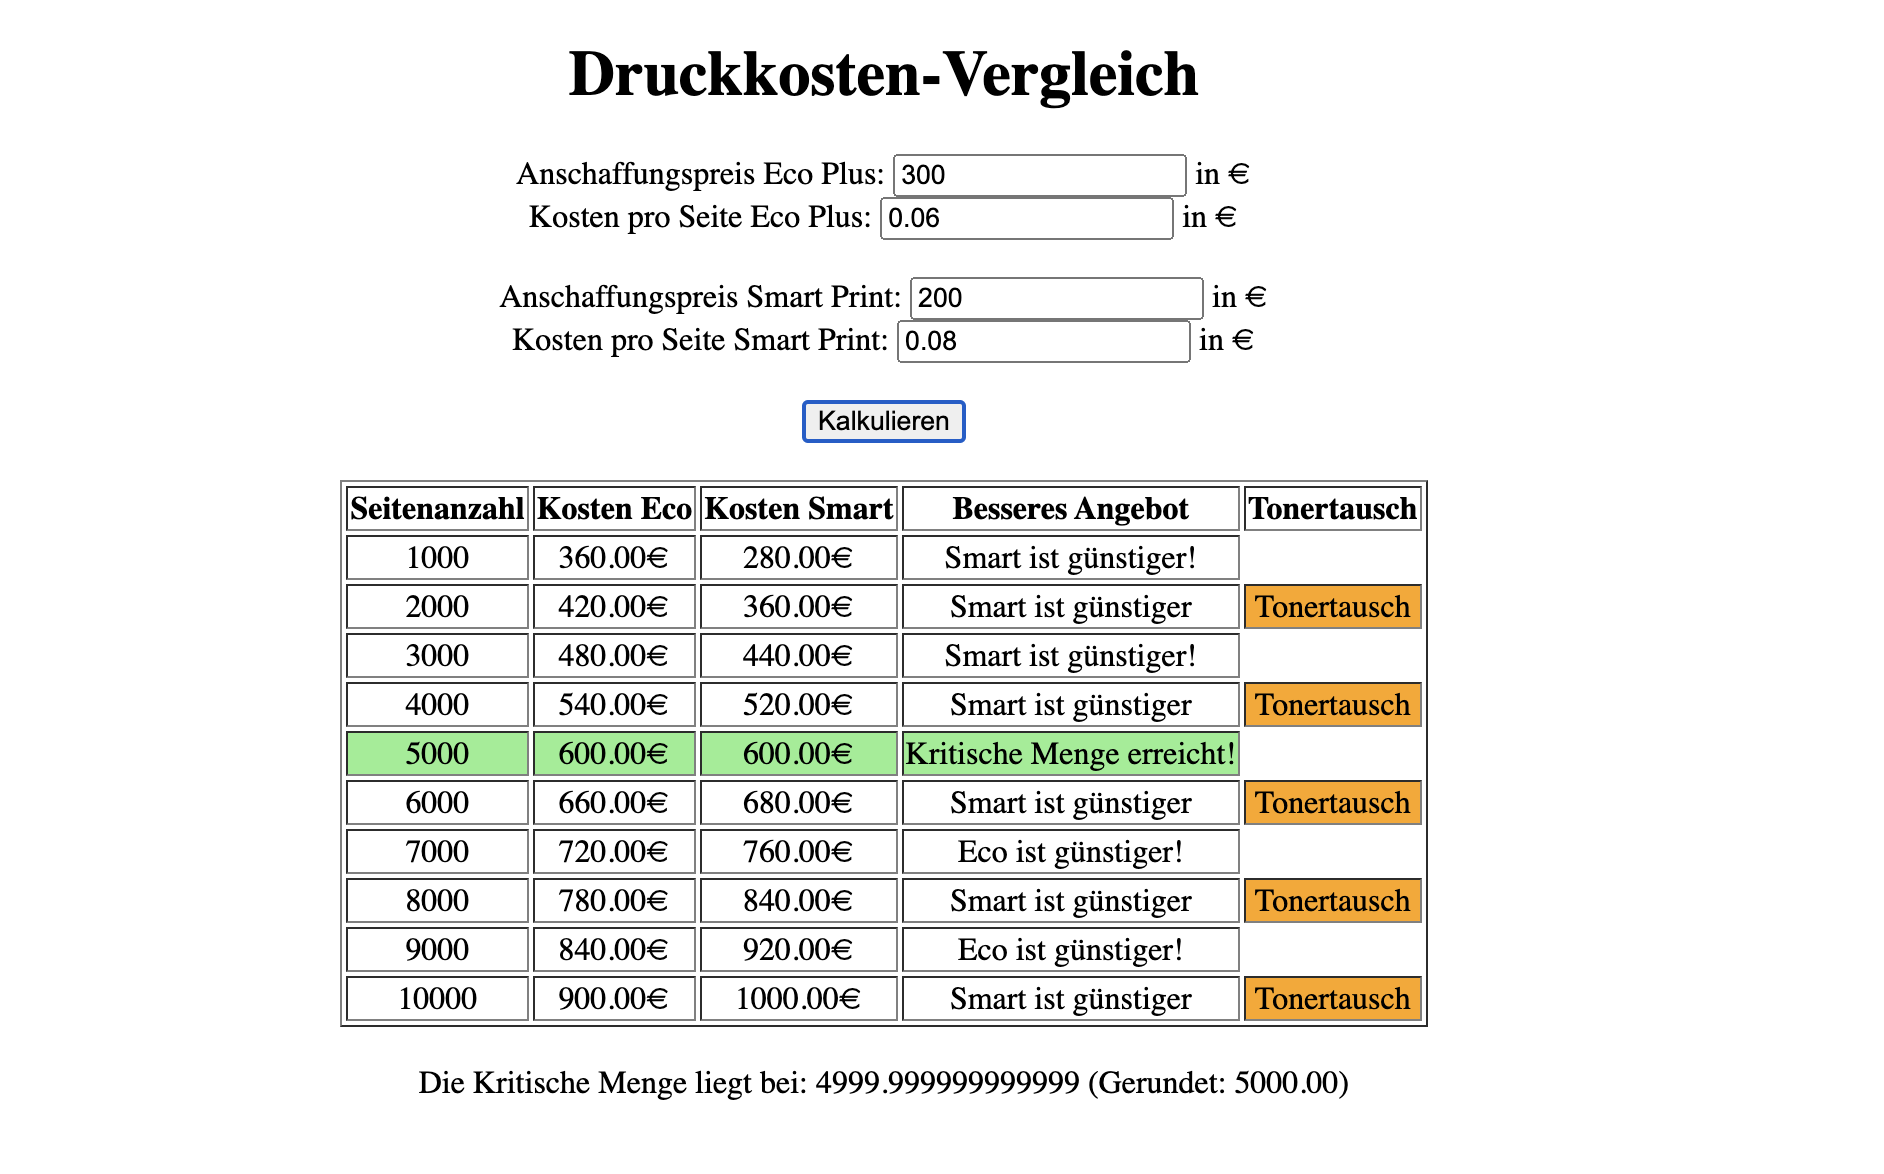 Druckkosten-Vergleich
Anschaffungspreis Eco Plus: 300 in €
Kosten pro Seite Eco Plus: 0.06 in €
Anschaffungspreis Smart Print: 200 in €
Kosten pro Seite Smart Print: 0.08 in €
Kalkulieren
Seitenanzahl Kosten Eco Kosten Smart Besseres Angebot Tonertausch
1000 360.00€ 280.00€ Smart ist günstiger!
2000 420.00€ 360.00€ Smart ist günstiger Tonertausch
3000 480.00€ 440.00€ Smart ist günstiger!
4000 540.00€ 520.00€ Smart ist günstiger Tonertausch
5000 600.00€ 600.00€ Kritische Menge erreicht!
6000 660.00€ 680.00€ Smart ist günstiger Tonertausch
7000 720.00€ 760.00€ Eco ist günstiger!
8000 780.00€ 840.00€ Smart ist günstiger Tonertausch
9000 840.00€ 920.00€ Eco ist günstiger!
10000 900.00€ 1000.00€ Smart ist günstiger Tonertausch
Die Kritische Menge liegt bei: 4999.999999999999 (Gerundet: 5000.00)